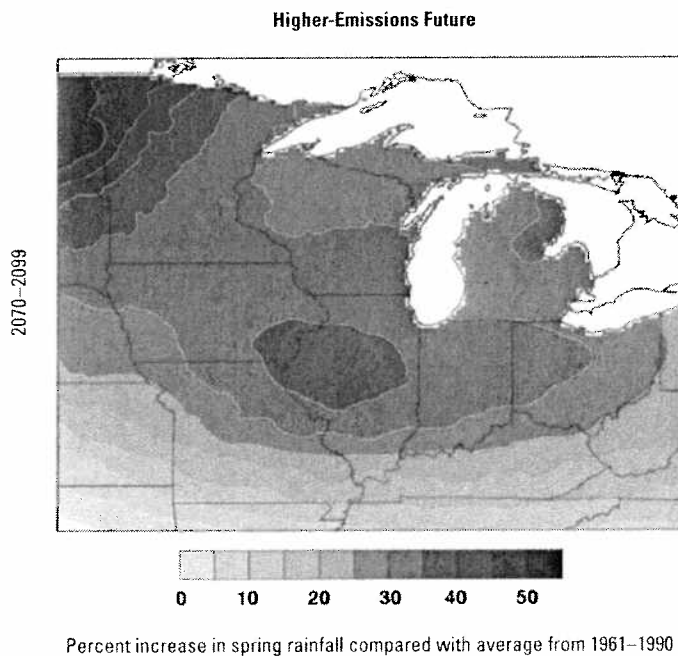 Higher-Emissions Future
2070–2099
0 10 20 30 40 50
Percent increase in spring rainfall compared with average from 1961–1990